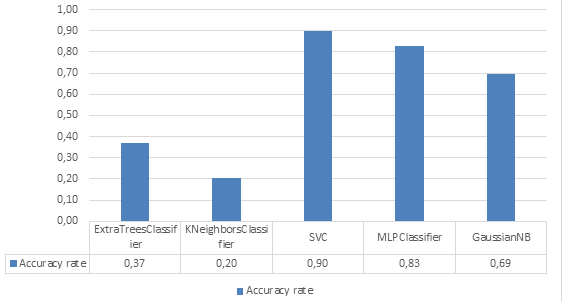 1,00
0,90
0,80
0,70
0,60
0,50
0,40
0,30
0,20
0,10
0,00
ExtraTreesClassif
ier
KNeighborsClassi
fier
SVC
MLPClassifier
GaussianNB
Accuracy rate 0,37 0,20 0,90 0,83 0,69
Accuracy rate